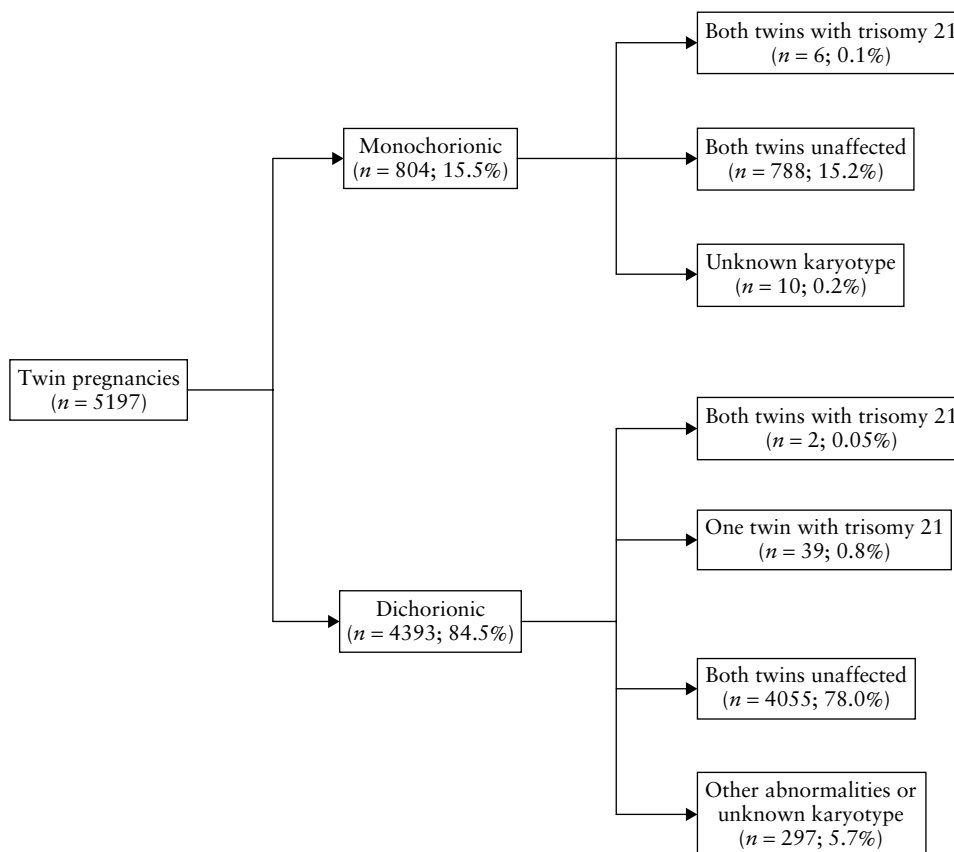 Twin pregnancies
(n = 5197)
Monochorionic
(n = 804; 15.5%)
Both twins with trisomy 21
(n = 6; 0.1%)
Both twins unaffected
(n = 788; 15.2%)
Unknown karyotype
(n = 10; 0.2%)
Dichorionic
(n = 4393; 84.5%)
Both twins with trisomy 21
(n = 2; 0.05%)
One twin with trisomy 21
(n = 39; 0.8%)
Both twins unaffected
(n = 4055; 78.0%)
Other abnormalities or
unknown karyotype
(n = 297; 5.7%)